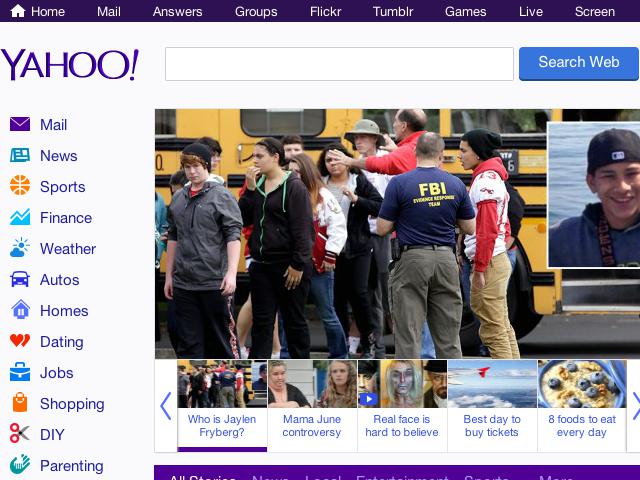 Home Mail Answers Groups Flickr Tumblr Games Live Screen
YAHOO!
Search Web
Mail
News
Sports
Finance
Weather
Autos
Homes
Dating
Jobs
Shopping
DIY
Parenting
FBI
EVIDENCE RESPONSE
TEAM
Who is Jaylen
Fryberg?
Mama June
controversy
Real face is
hard to believe
Best day to
buy tickets
8 foods to eat
every day
All Stories News Local Entertainment Sports More